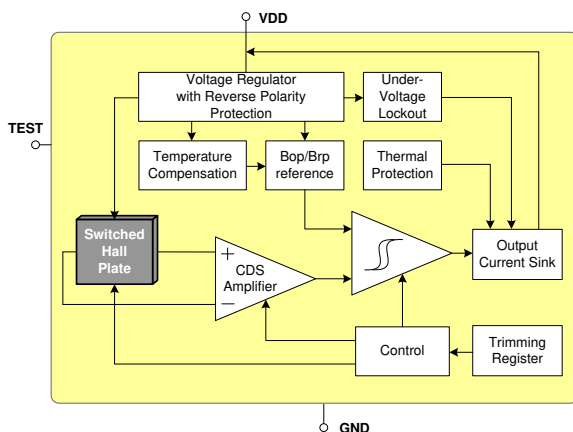 VDD
Voltage Regulator
with Reverse Polarity
Protection
Under-
Voltage
Lockout
TEST
Temperature
Compensation
Bop/Brp
reference
Thermal
Protection
Switched
Hall
Plate
+
CDS
Amplifier
−
Output
Current Sink
Control
Trimming
Register
GND